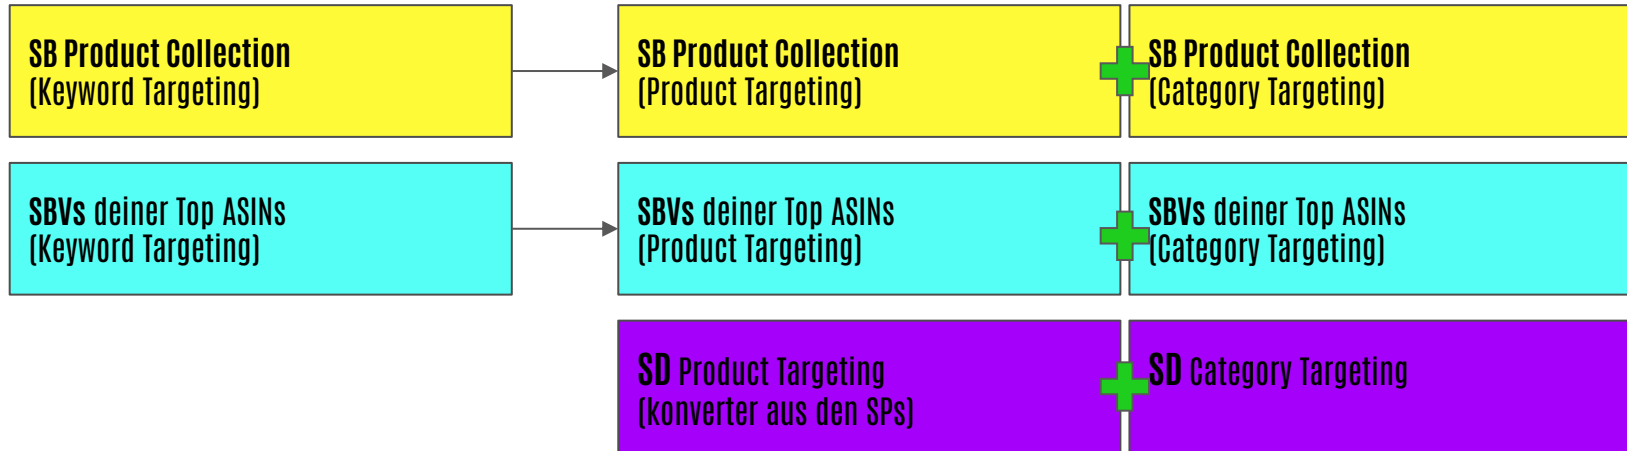 SB Product Collection
(Keyword Targeting)
SB Product Collection
(Product Targeting)
SB Product Collection
(Category Targeting)
SBVs deiner Top ASINs
(Keyword Targeting)
SBVs deiner Top ASINs
(Product Targeting)
SBVs deiner Top ASINs
(Category Targeting)
SD Product Targeting
(konverter aus den SPs)
SD Category Targeting